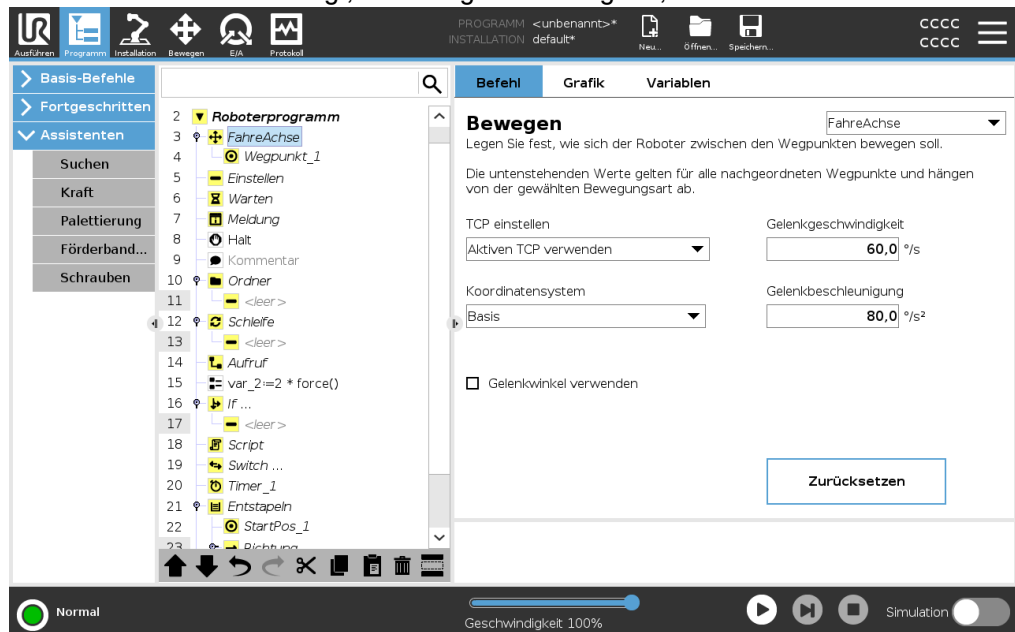 PROGRAMM <unbenannt>*
INSTALLATION default*
Ausführen
Programm
Installation
Bewegen
E/A
Protokoll
Neu...
Öffnen...
Speichern...
cccc
cccc
Basis-Befehle
Fortgeschritten
Assistenten
Suchen
Kraft
Palettierung
Förderband...
Schrauben
2 Roboterprogramm
3 FahreAchse
4 Wegpunkt_1
5 Einstellen
6 Warten
7 Meldung
8 Halt
9 Kommentar
10 Ordner
11 <leer>
12 Schleife
13 <leer>
14 Aufruf
15 var_2≔2 * force()
16 If ...
17 <leer>
18 Script
19 Switch ...
20 Timer_1
21 Entstapeln
22 StartPos_1
23 Richtung
Befehl Grafik Variablen
Bewegen
FahreAchse
Legen Sie fest, wie sich der Roboter zwischen den Wegpunkten bewegen soll.
Die untenstehenden Werte gelten für alle nachgeordneten Wegpunkte und hängen
von der gewählten Bewegungsart ab.
TCP einstellen
Gelenkgeschwindigkeit
Aktiven TCP verwenden
60,0 °/s
Koordinatensystem
Gelenkbeschleunigung
Basis
80,0 °/s²
Gelenkwinkel verwenden
Zurücksetzen
Normal
Geschwindigkeit 100%
Simulation